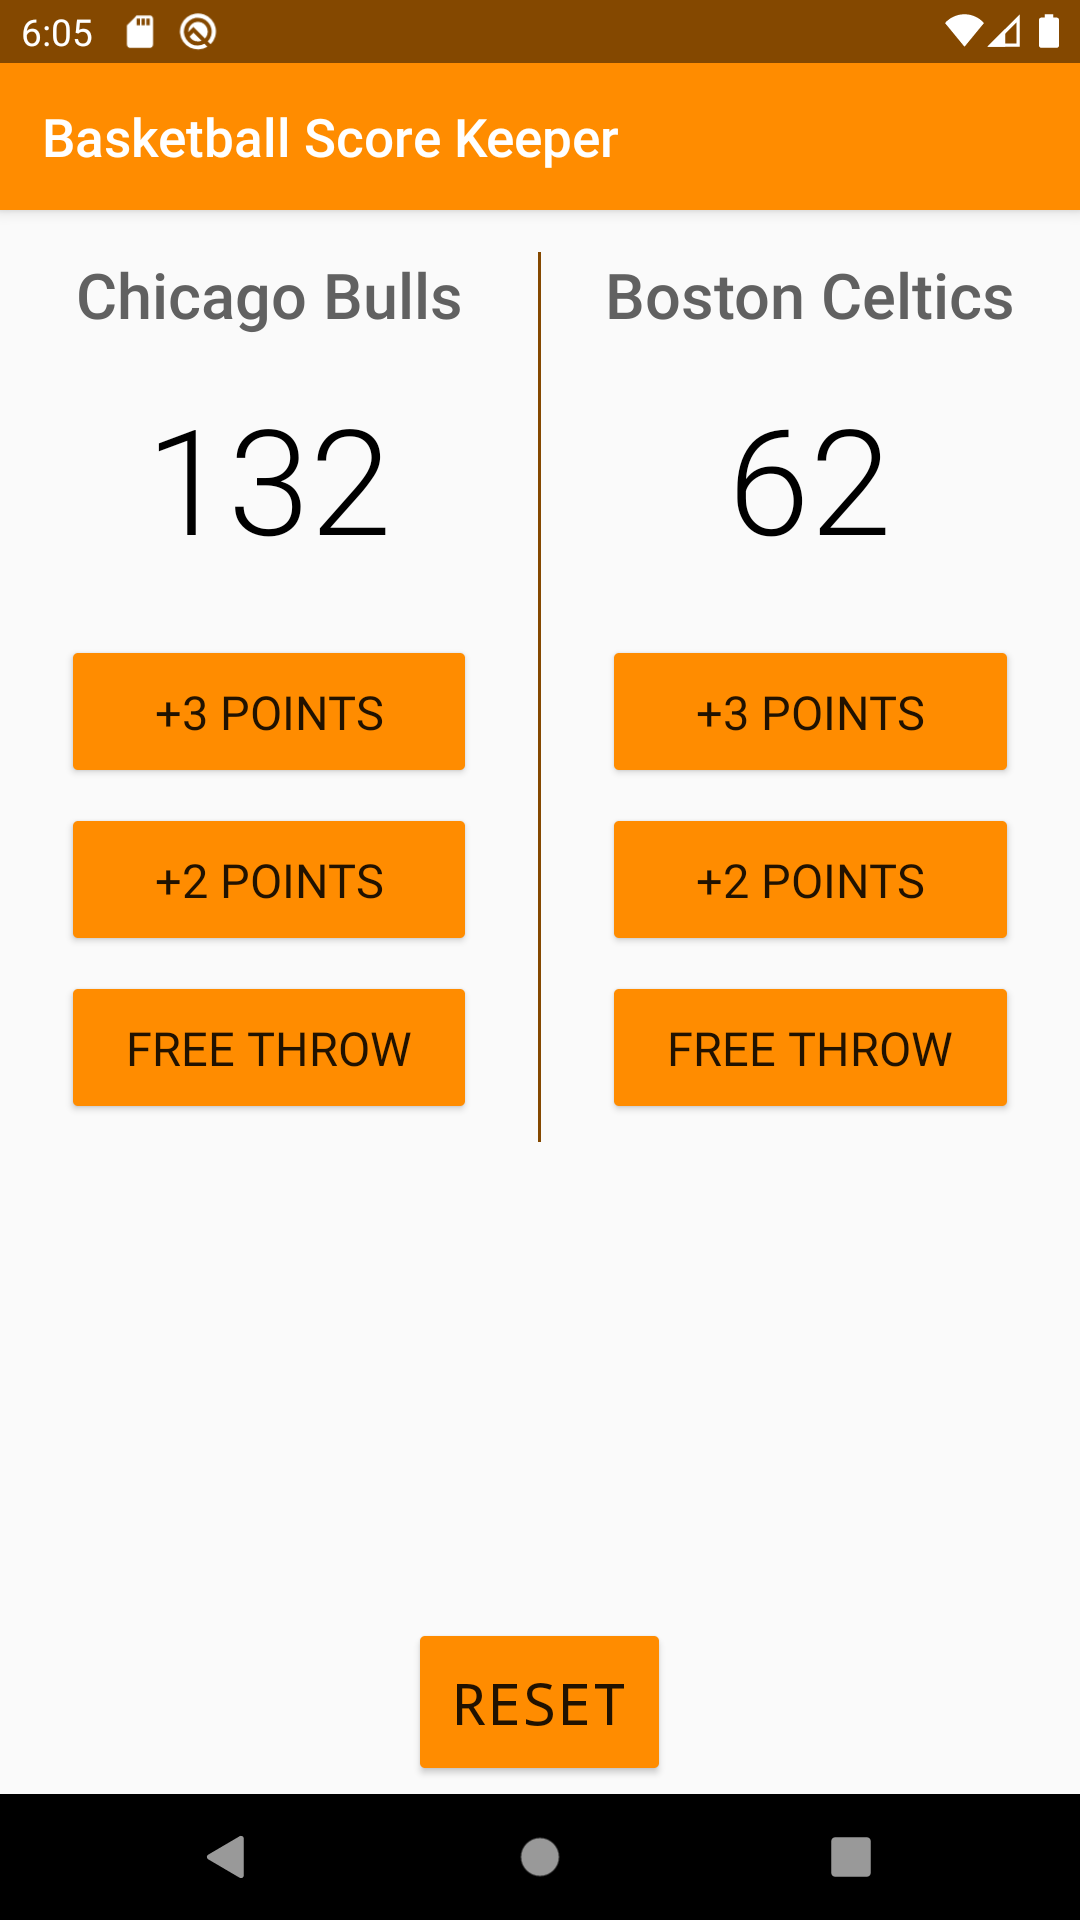 6:05
Basketball Score Keeper
Chicago Bulls
132
+3 POINTS
+2 POINTS
FREE THROW
Boston Celtics
62
+3 POINTS
+2 POINTS
FREE THROW
RESET